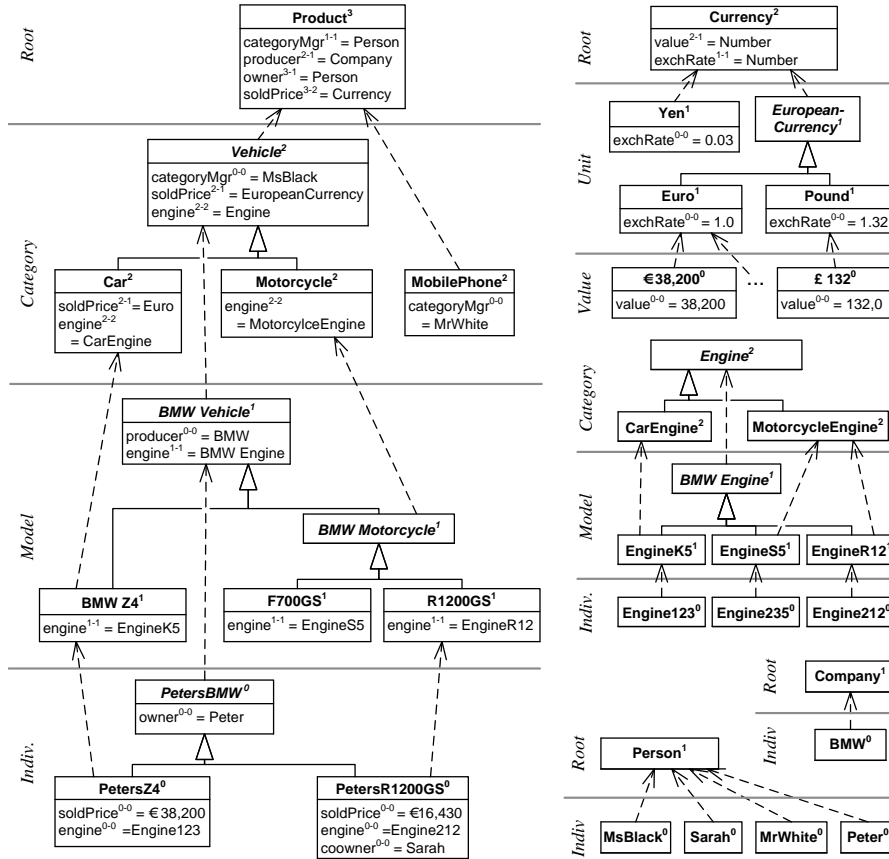 Root
Product³
categoryMgr¹⁻¹ = Person
producer²⁻¹ = Company
owner³⁻¹ = Person
soldPrice³⁻² = Currency
Category
Vehicle²
categoryMgr⁰⁻⁰ = MsBlack
soldPrice²⁻¹ = EuropeanCurrency
engine²⁻² = Engine
Car²
soldPrice²⁻¹=Euro
engine²⁻²
= CarEngine
Motorcycle²
engine²⁻²
= MotorcylceEngine
MobilePhone²
categoryMgr⁰⁻⁰
= MrWhite
Model
BMW Vehicle¹
producer⁰⁻⁰ = BMW
engine¹⁻¹ = BMW Engine
BMW Motorcycle¹
BMW Z4¹
engine¹⁻¹ = EngineK5
F700GS¹
engine¹⁻¹ = EngineS5
R1200GS¹
engine¹⁻¹ = EngineR12
Indiv.
PetersBMW⁰
owner⁰⁻⁰ = Peter
PetersZ4⁰
soldPrice⁰⁻⁰ = €38,200
engine⁰⁻⁰ =Engine123
PetersR1200GS⁰
soldPrice⁰⁻⁰ = €16,430
engine⁰⁻⁰ =Engine212
coowner⁰⁻⁰ = Sarah
Root
Currency²
value²⁻¹ = Number
exchRate¹⁻¹ = Number
Unit
Yen¹
exchRate⁰⁻⁰ = 0.03
European-
Currency¹
Euro¹
exchRate⁰⁻⁰ = 1.0
Pound¹
exchRate⁰⁻⁰ = 1.32
Value
€38,200⁰
value⁰⁻⁰ = 38,200
...
£ 132⁰
value⁰⁻⁰ = 132,0
Category
Engine²
CarEngine²
MotorcycleEngine²
Model
BMW Engine¹
EngineK5¹
EngineS5¹
EngineR12¹
Indiv.
Engine123⁰
Engine235⁰
Engine212⁰
Root
Company¹
Indiv
BMW⁰
Root
Person¹
Indiv
MsBlack⁰
Sarah⁰
MrWhite⁰
Peter⁰